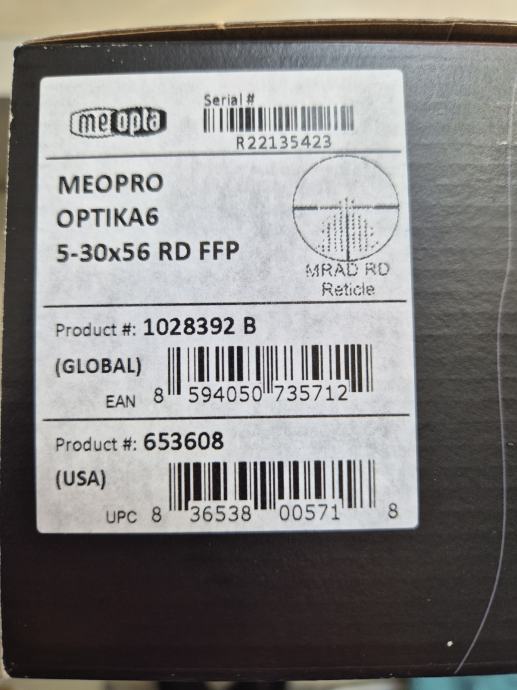 meopta
Serial #
R22135423
MEOPRO
OPTIKA6
5-30x56 RD FFP
MRAD RD
Reticle
Product #: 1028392 B
(GLOBAL)
EAN 8 594050 735712
Product #: 653608
(USA)
UPC 8 36538 00571 8